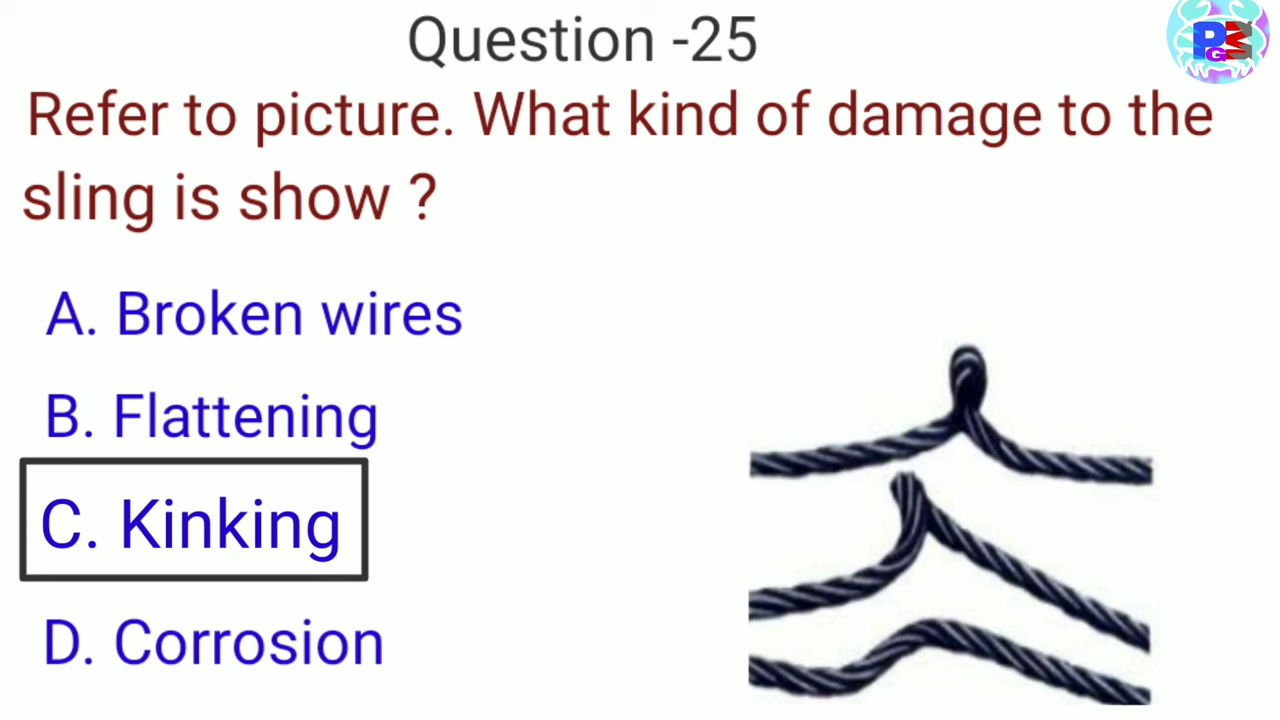 Question -25
PGM
Refer to picture. What kind of damage to the
sling is show ?
A. Broken wires
B. Flattening
C. Kinking
D. Corrosion